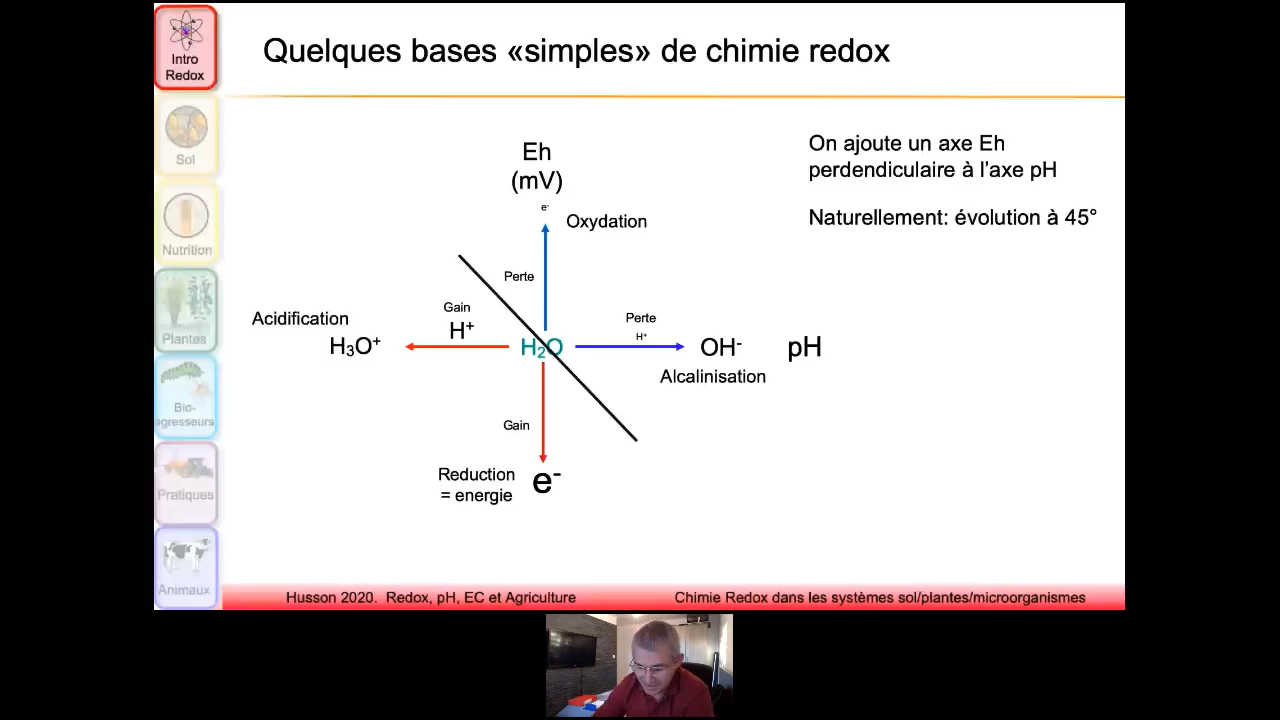 Intro
Redox
Sol
Nutrition
Plantes
Bio-
agresseurs
Pratiques
Animaux
Quelques bases «simples» de chimie redox
On ajoute un axe Eh
perdendiculaire à l'axe pH
Naturellement: évolution à 45°
Eh
(mV)
e-
Oxydation
Perte
Acidification
Gain
H+
H3O+
H2O
Perte
H+
OH-
pH
Alcalinisation
Gain
Reduction
= energie
e-
Husson 2020. Redox, pH, EC et Agriculture
Chimie Redox dans les systèmes sol/plantes/microorganismes